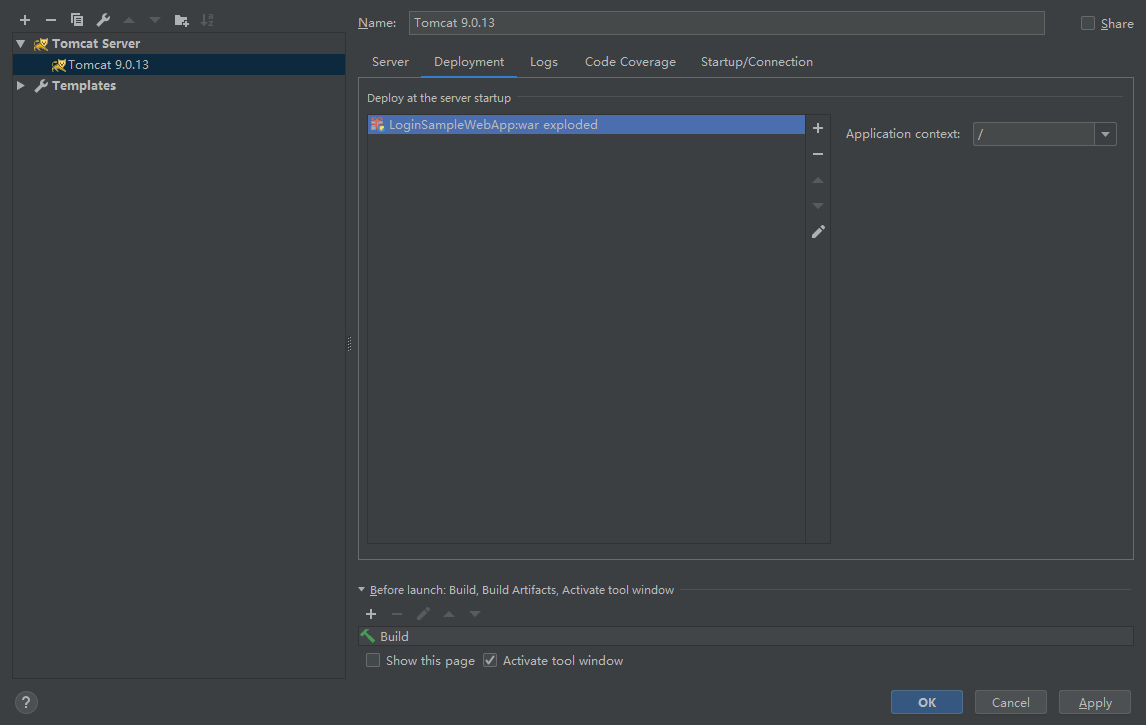 Name: Tomcat 9.0.13 Share
Tomcat Server
Tomcat 9.0.13
Templates
Server Deployment Logs Code Coverage Startup/Connection
Deploy at the server startup
LoginSampleWebApp:war exploded
Application context: /
Before launch: Build, Build Artifacts, Activate tool window
Build
Show this page Activate tool window
? OK Cancel Apply